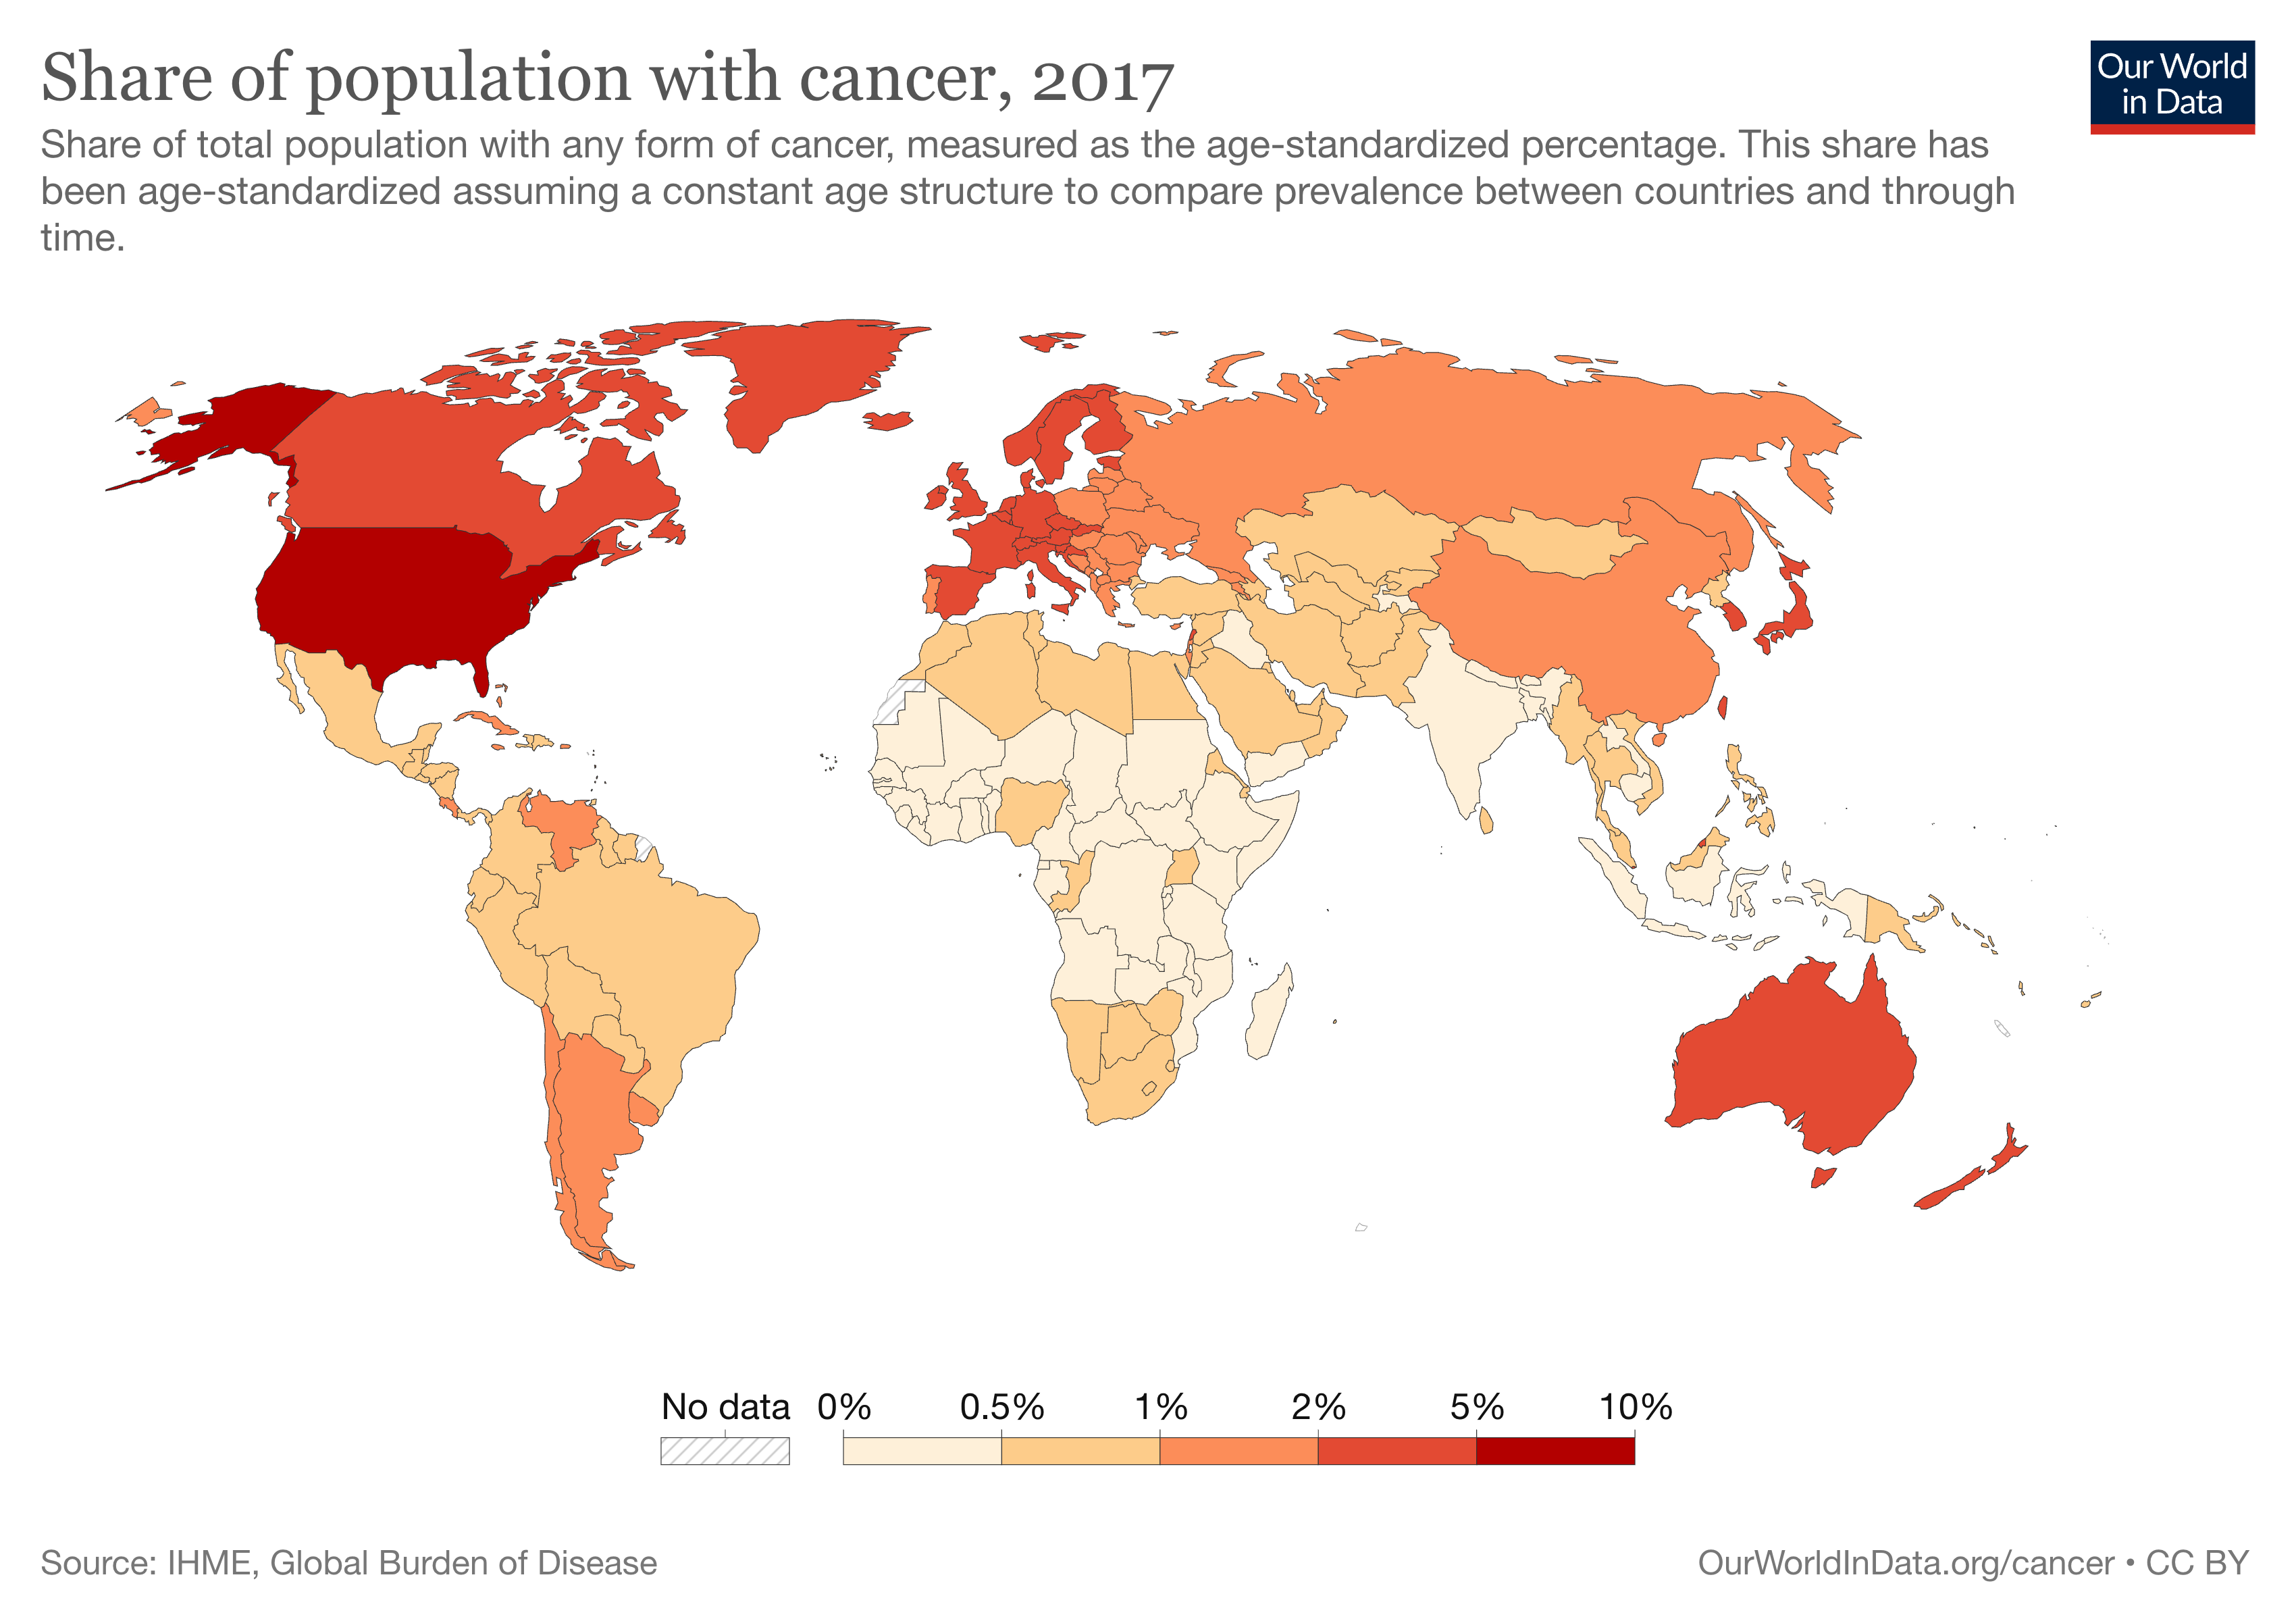 Share of population with cancer, 2017
Our World
in Data
Share of total population with any form of cancer, measured as the age-standardized percentage. This share has
been age-standardized assuming a constant age structure to compare prevalence between countries and through
time.
No data
0%
0.5%
1%
2%
5%
10%
Source: IHME, Global Burden of Disease
OurWorldInData.org/cancer • CC BY